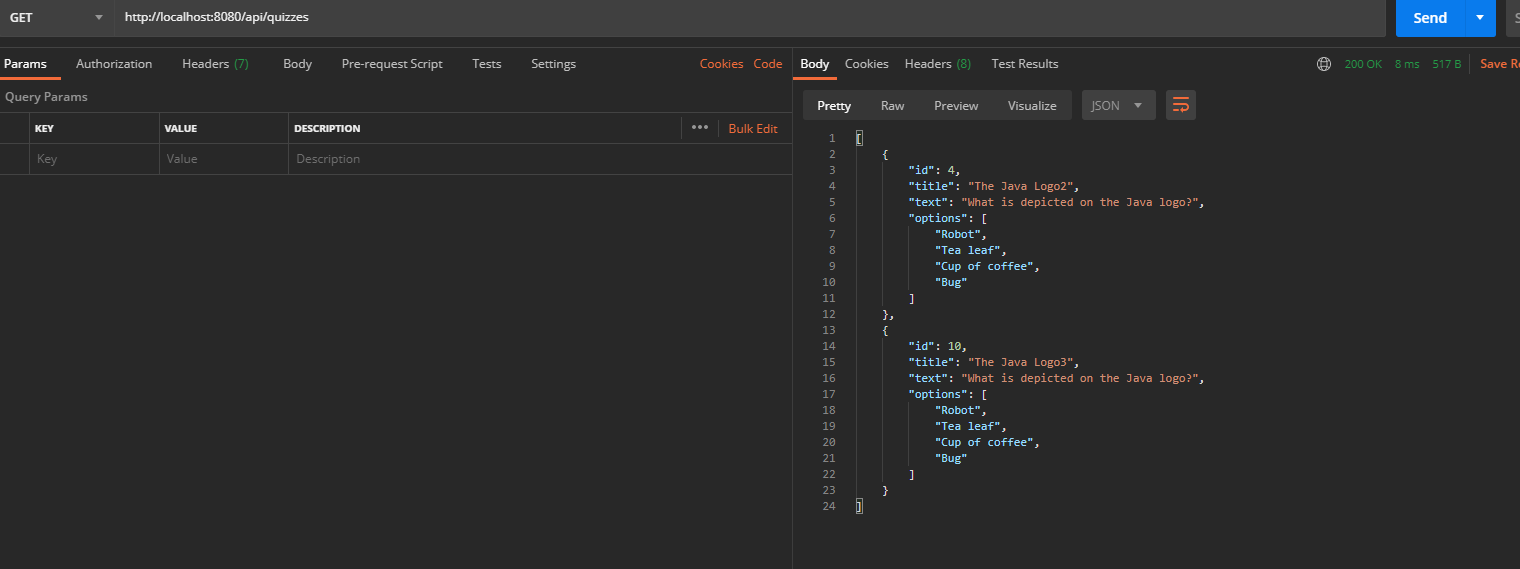 GET http://localhost:8080/api/quizzes Send
Params Authorization Headers (7) Body Pre-request Script Tests Settings Cookies Code
Query Params
KEY VALUE DESCRIPTION ••• Bulk Edit
Key Value Description
Body Cookies Headers (8) Test Results 200 OK 8 ms 517 B Save
Pretty Raw Preview Visualize JSON
1 [
2 {
3 "id": 4,
4 "title": "The Java Logo2",
5 "text": "What is depicted on the Java logo?",
6 "options": [
7 "Robot",
8 "Tea leaf",
9 "Cup of coffee",
10 "Bug"
11 ]
12 },
13 {
14 "id": 10,
15 "title": "The Java Logo3",
16 "text": "What is depicted on the Java logo?",
17 "options": [
18 "Robot",
19 "Tea leaf",
20 "Cup of coffee",
21 "Bug"
22 ]
23 }
24 ]